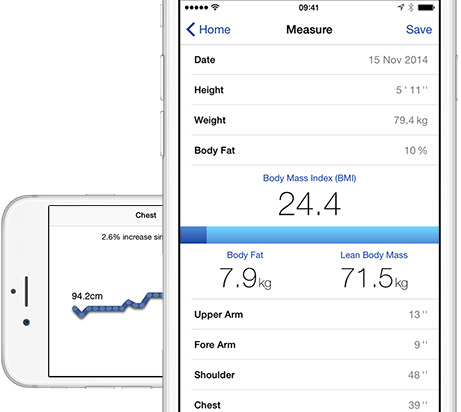 09:41
Home Measure Save
Date 15 Nov 2014
Height 5 ' 11 ' '
Weight 79.4 kg
Body Fat 10 %
Body Mass Index (BMI)
24.4
Body Fat Lean Body Mass
7.9kg 71.5kg
Upper Arm 13 ' '
Fore Arm 9 ' '
Shoulder 48 ' '
Chest 39 ' '
Chest
2.6% increase sin
94.2cm